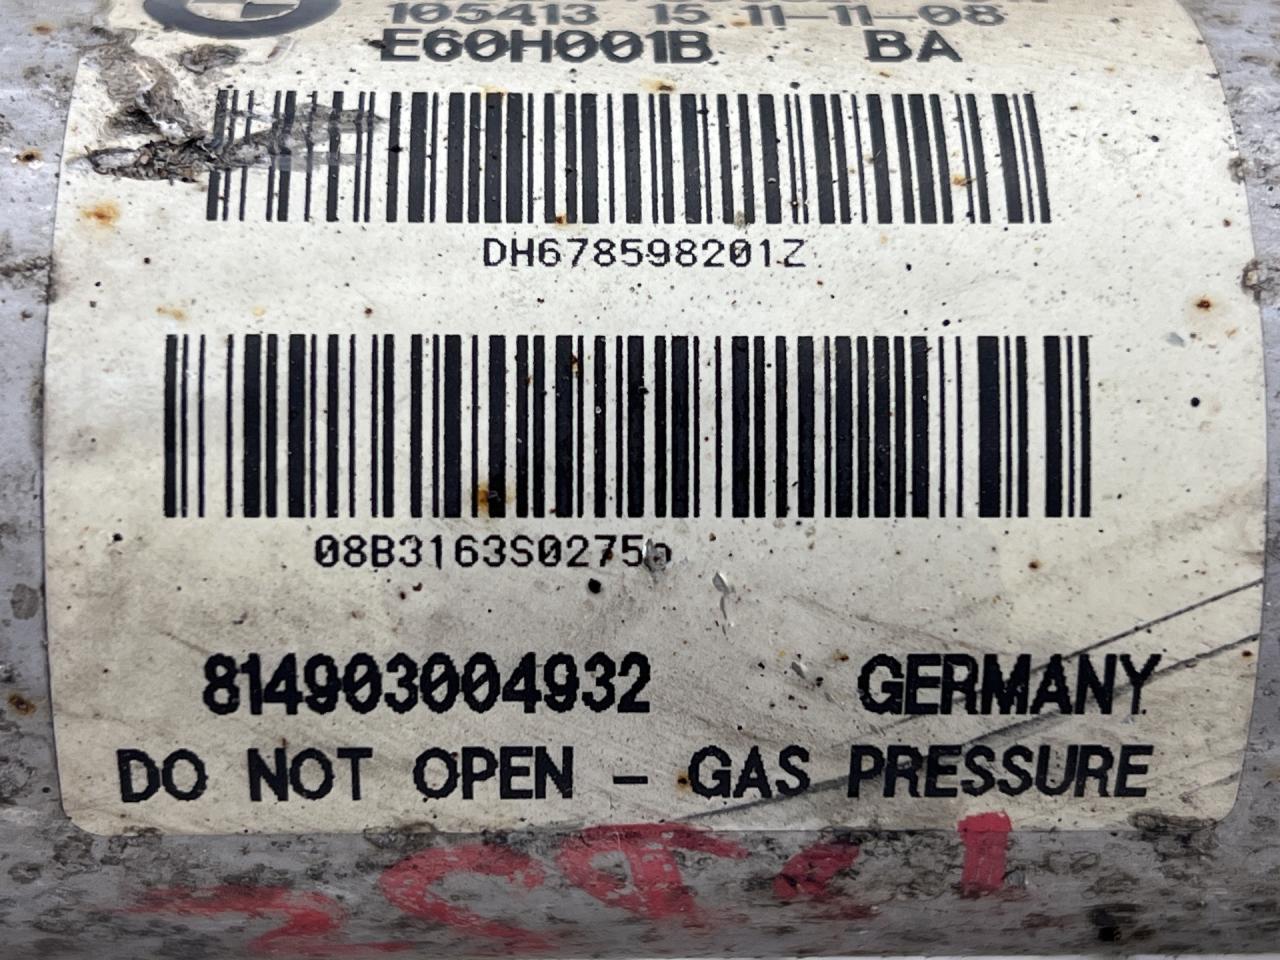 105413 15 11-11-08
E60H001B BA
DH678598201Z
08B3163S0275
814903004932 GERMANY
DO NOT OPEN - GAS PRESSURE